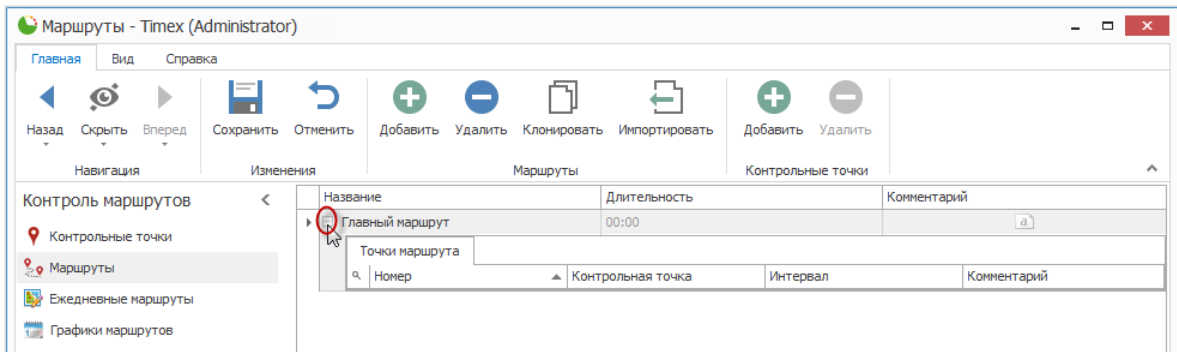 Маршруты - Timex (Administrator)
Главная Вид Справка
Назад Скрыть Вперед Сохранить Отменить Добавить Удалить Клонировать Импортировать Добавить Удалить
Навигация Изменения Маршруты Контрольные точки
Контроль маршрутов
Контрольные точки
Маршруты
Ежедневные маршруты
Графики маршрутов
Название Длительность Комментарий
Главный маршрут 00:00 a
Точки маршрута
Номер Контрольная точка Интервал Комментарий